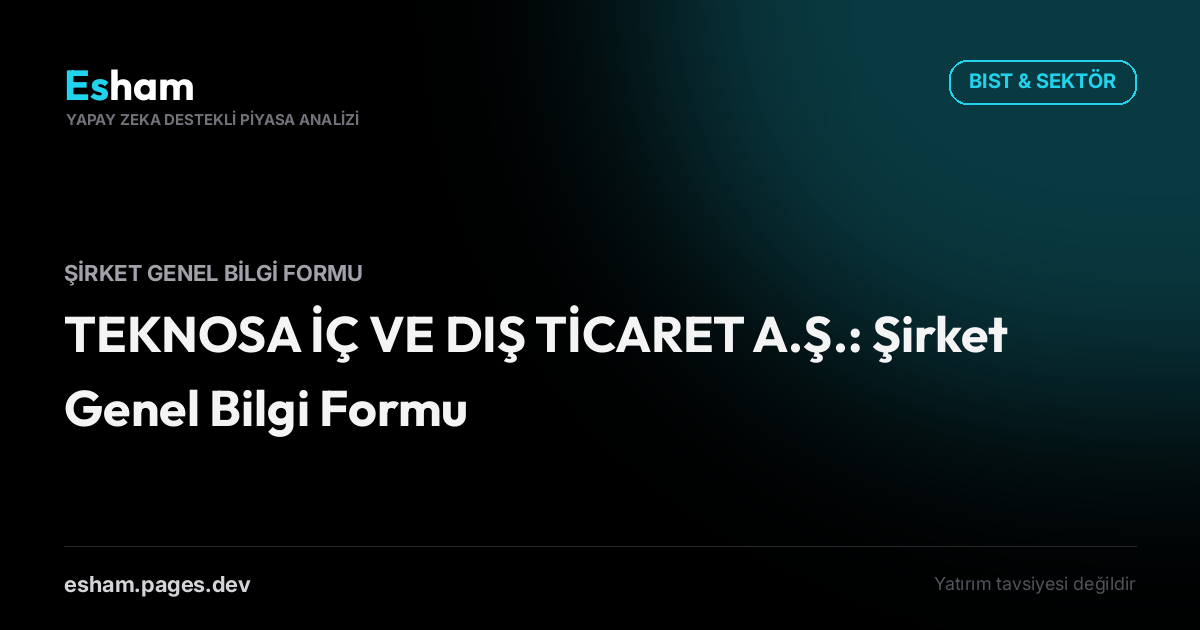 Esham
BIST & SEKTÖR
YAPAY ZEKA DESTEKLİ PİYASA ANALİZİ
ŞİRKET GENEL BİLGİ FORMU
TEKNOSA İÇ VE DIŞ TİCARET A.Ş.: Şirket
Genel Bilgi Formu
esham.pages.dev
Yatırım tavsiyesi değildir